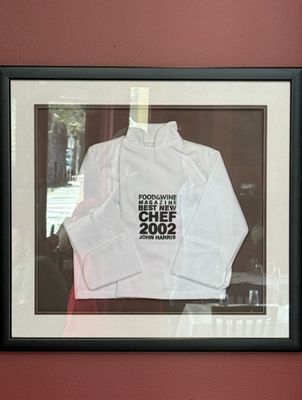 FOOD&WINE
MAGAZINE
BEST NEW
CHEF
2002
JOHN HARRIS